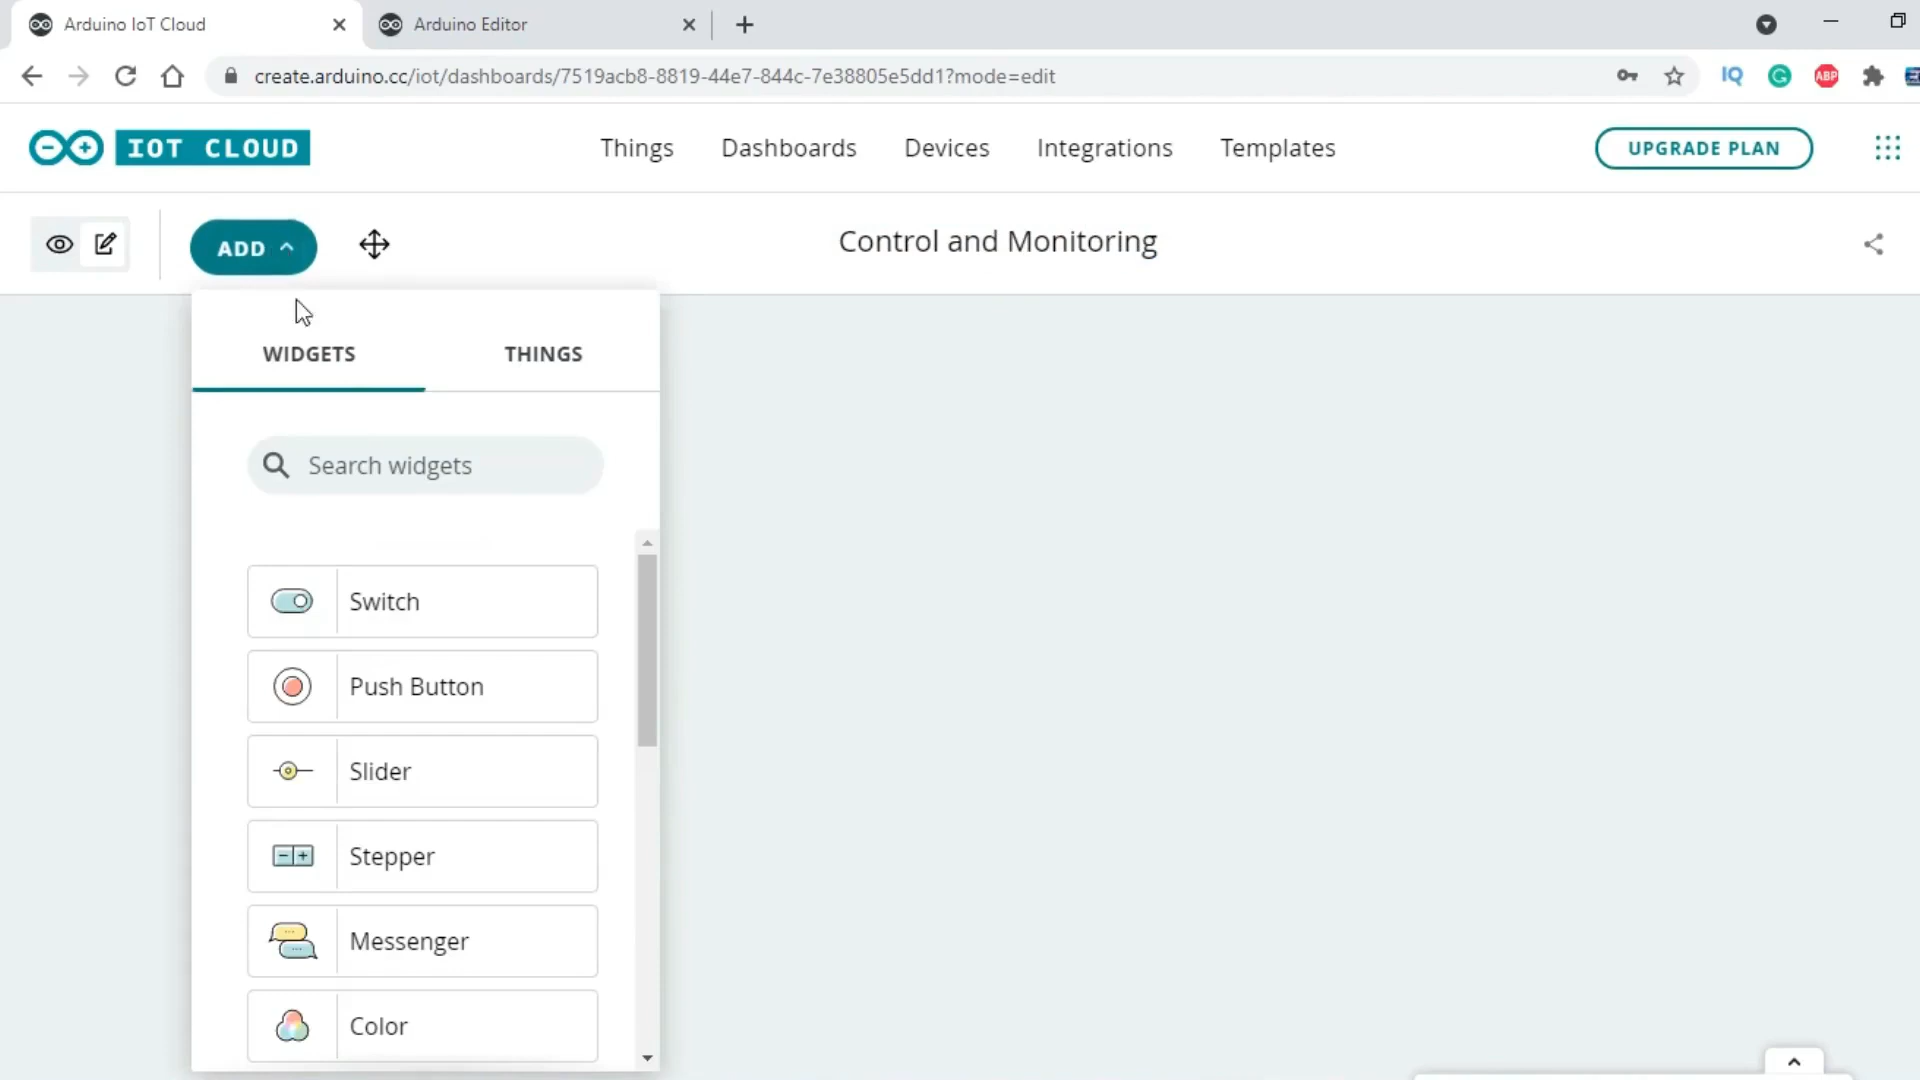 Arduino IoT Cloud
Arduino Editor
create.arduino.cc/iot/dashboards/7519acb8-8819-44e7-844c-7e38805e5dd1?mode=edit
IQ
G
ABP
IOT CLOUD
Things
Dashboards
Devices
Integrations
Templates
UPGRADE PLAN
ADD
Control and Monitoring
WIDGETS
THINGS
Search widgets
Switch
Push Button
Slider
Stepper
Messenger
Color